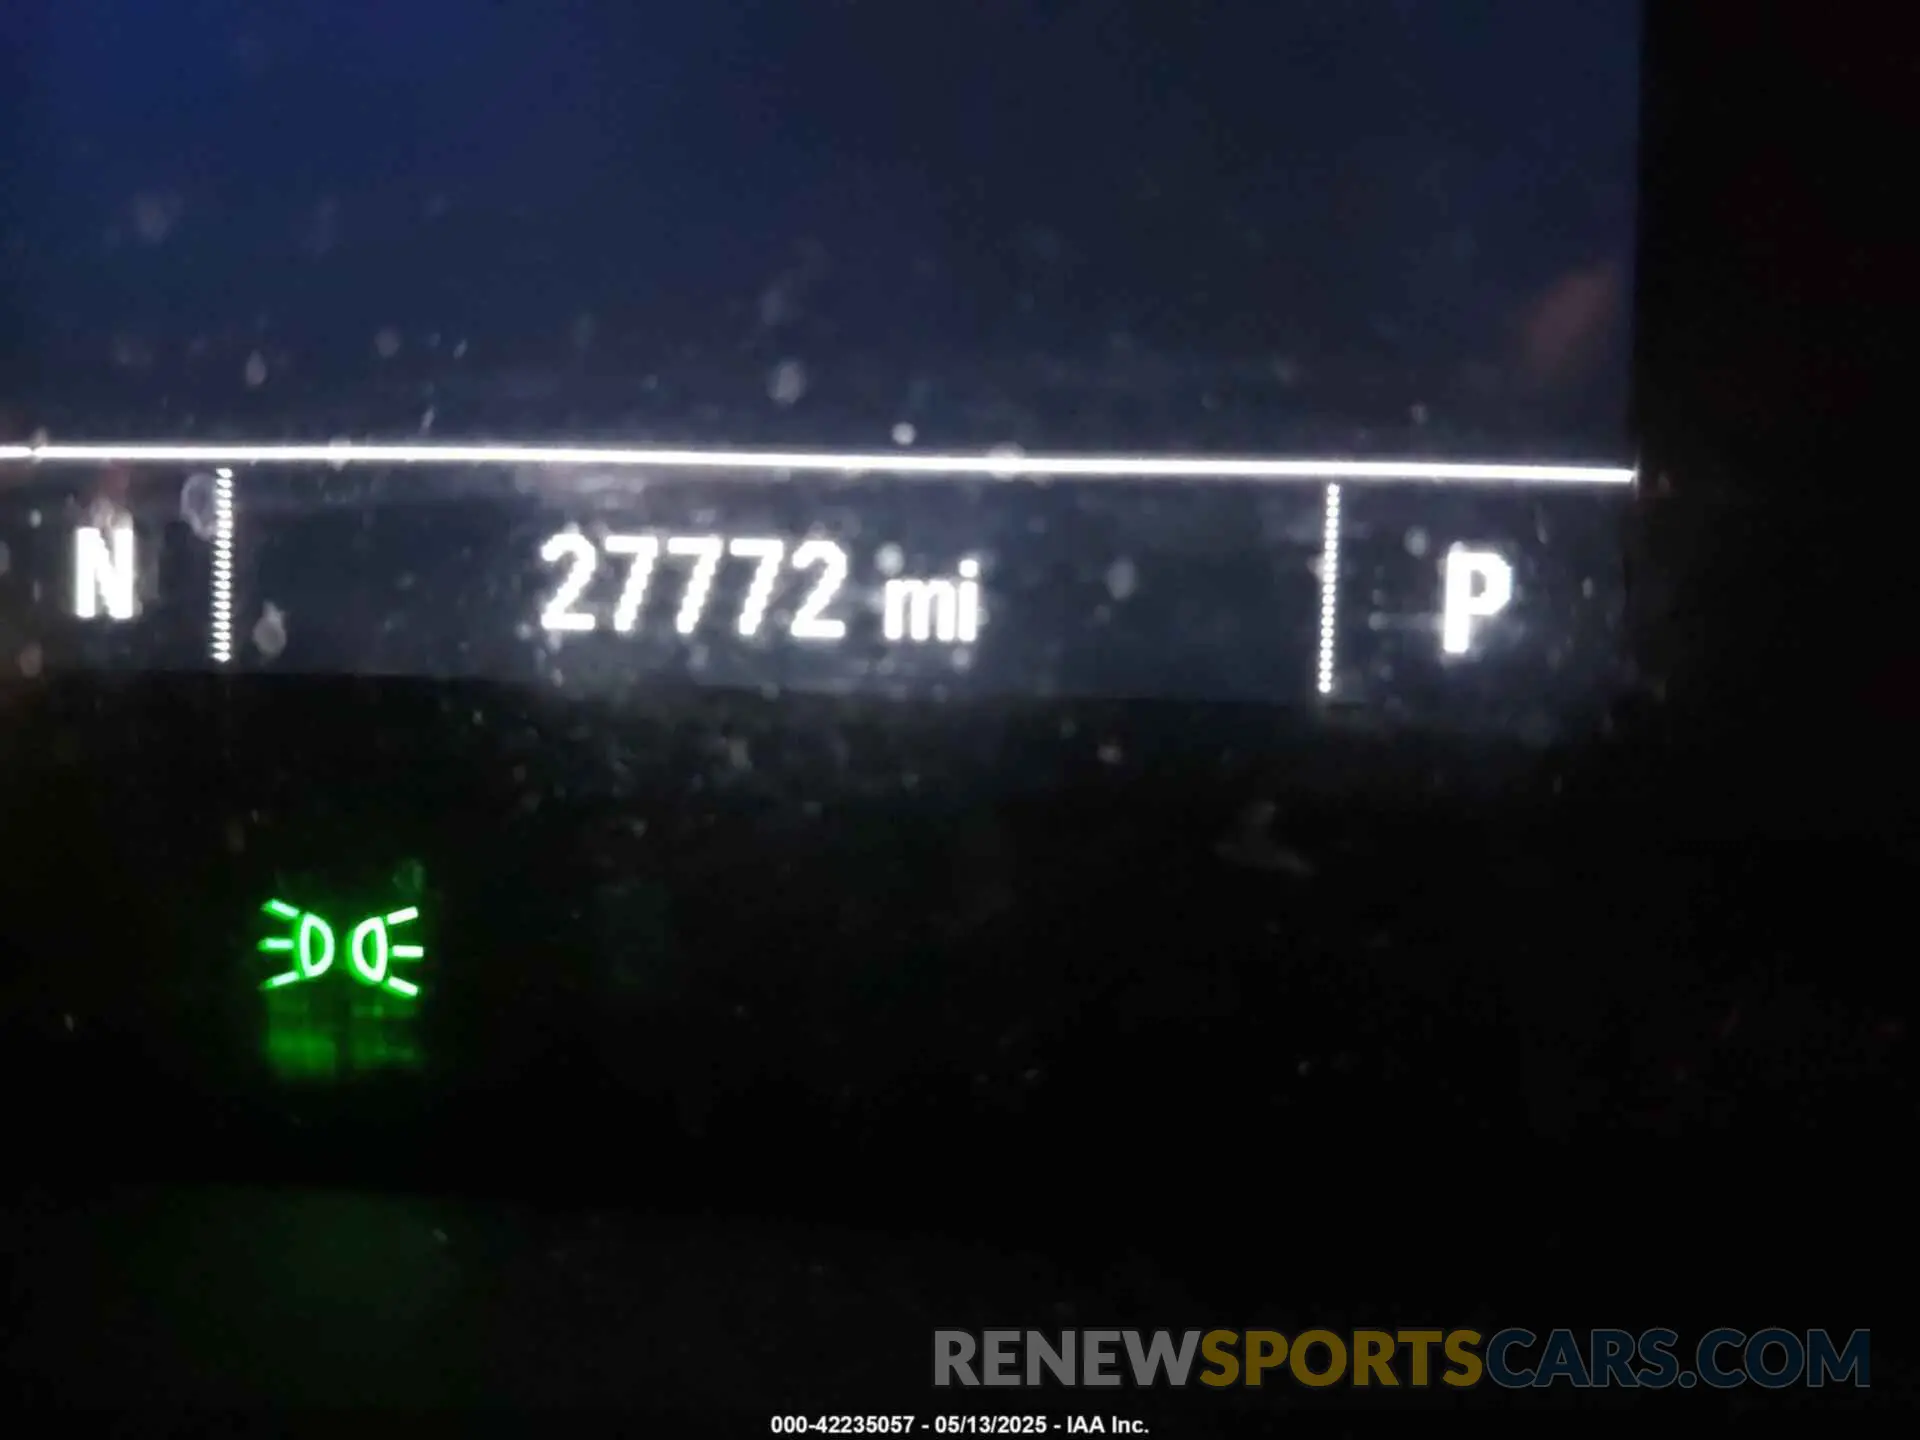 N 27772 mi P
RENEWSPORTSCARS.COM
000-42235057 - 05/13/2025 - IAA Inc.